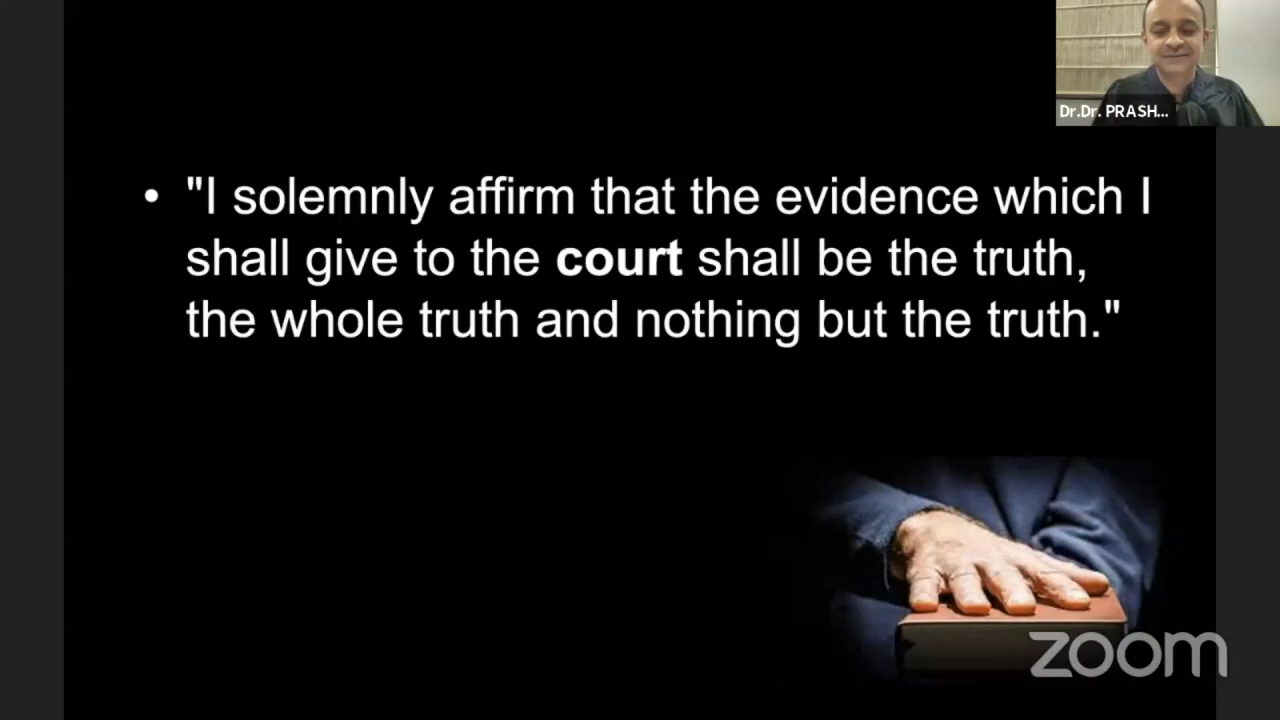 Dr.Dr. PRASH...
• "I solemnly affirm that the evidence which I
shall give to the court shall be the truth,
the whole truth and nothing but the truth."
zoom